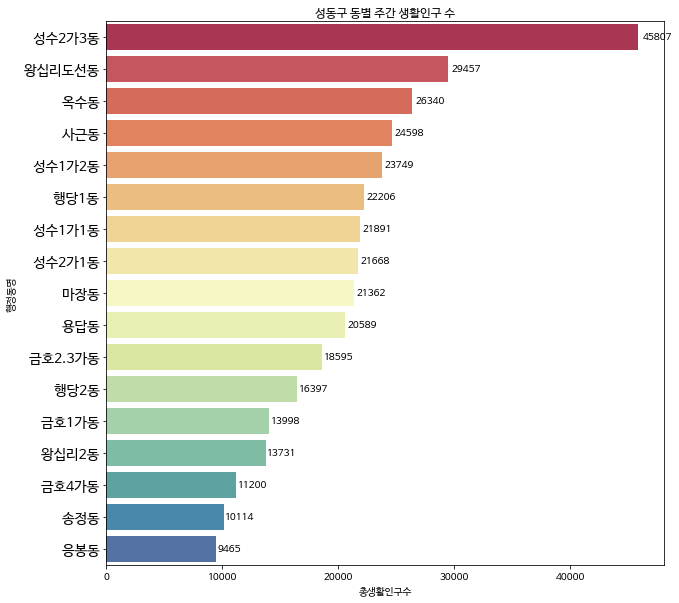 성동구 동별 주간 생활인구 수
행정동명
성수2가3동 45807
왕십리도선동 29457
옥수동 26340
사근동 24598
성수1가2동 23749
행당1동 22206
성수1가1동 21891
성수2가1동 21668
마장동 21362
용답동 20589
금호2.3가동 18595
행당2동 16397
금호1가동 13998
왕십리2동 13731
금호4가동 11200
송정동 10114
응봉동 9465
0 10000 20000 30000 40000
총생활인구수